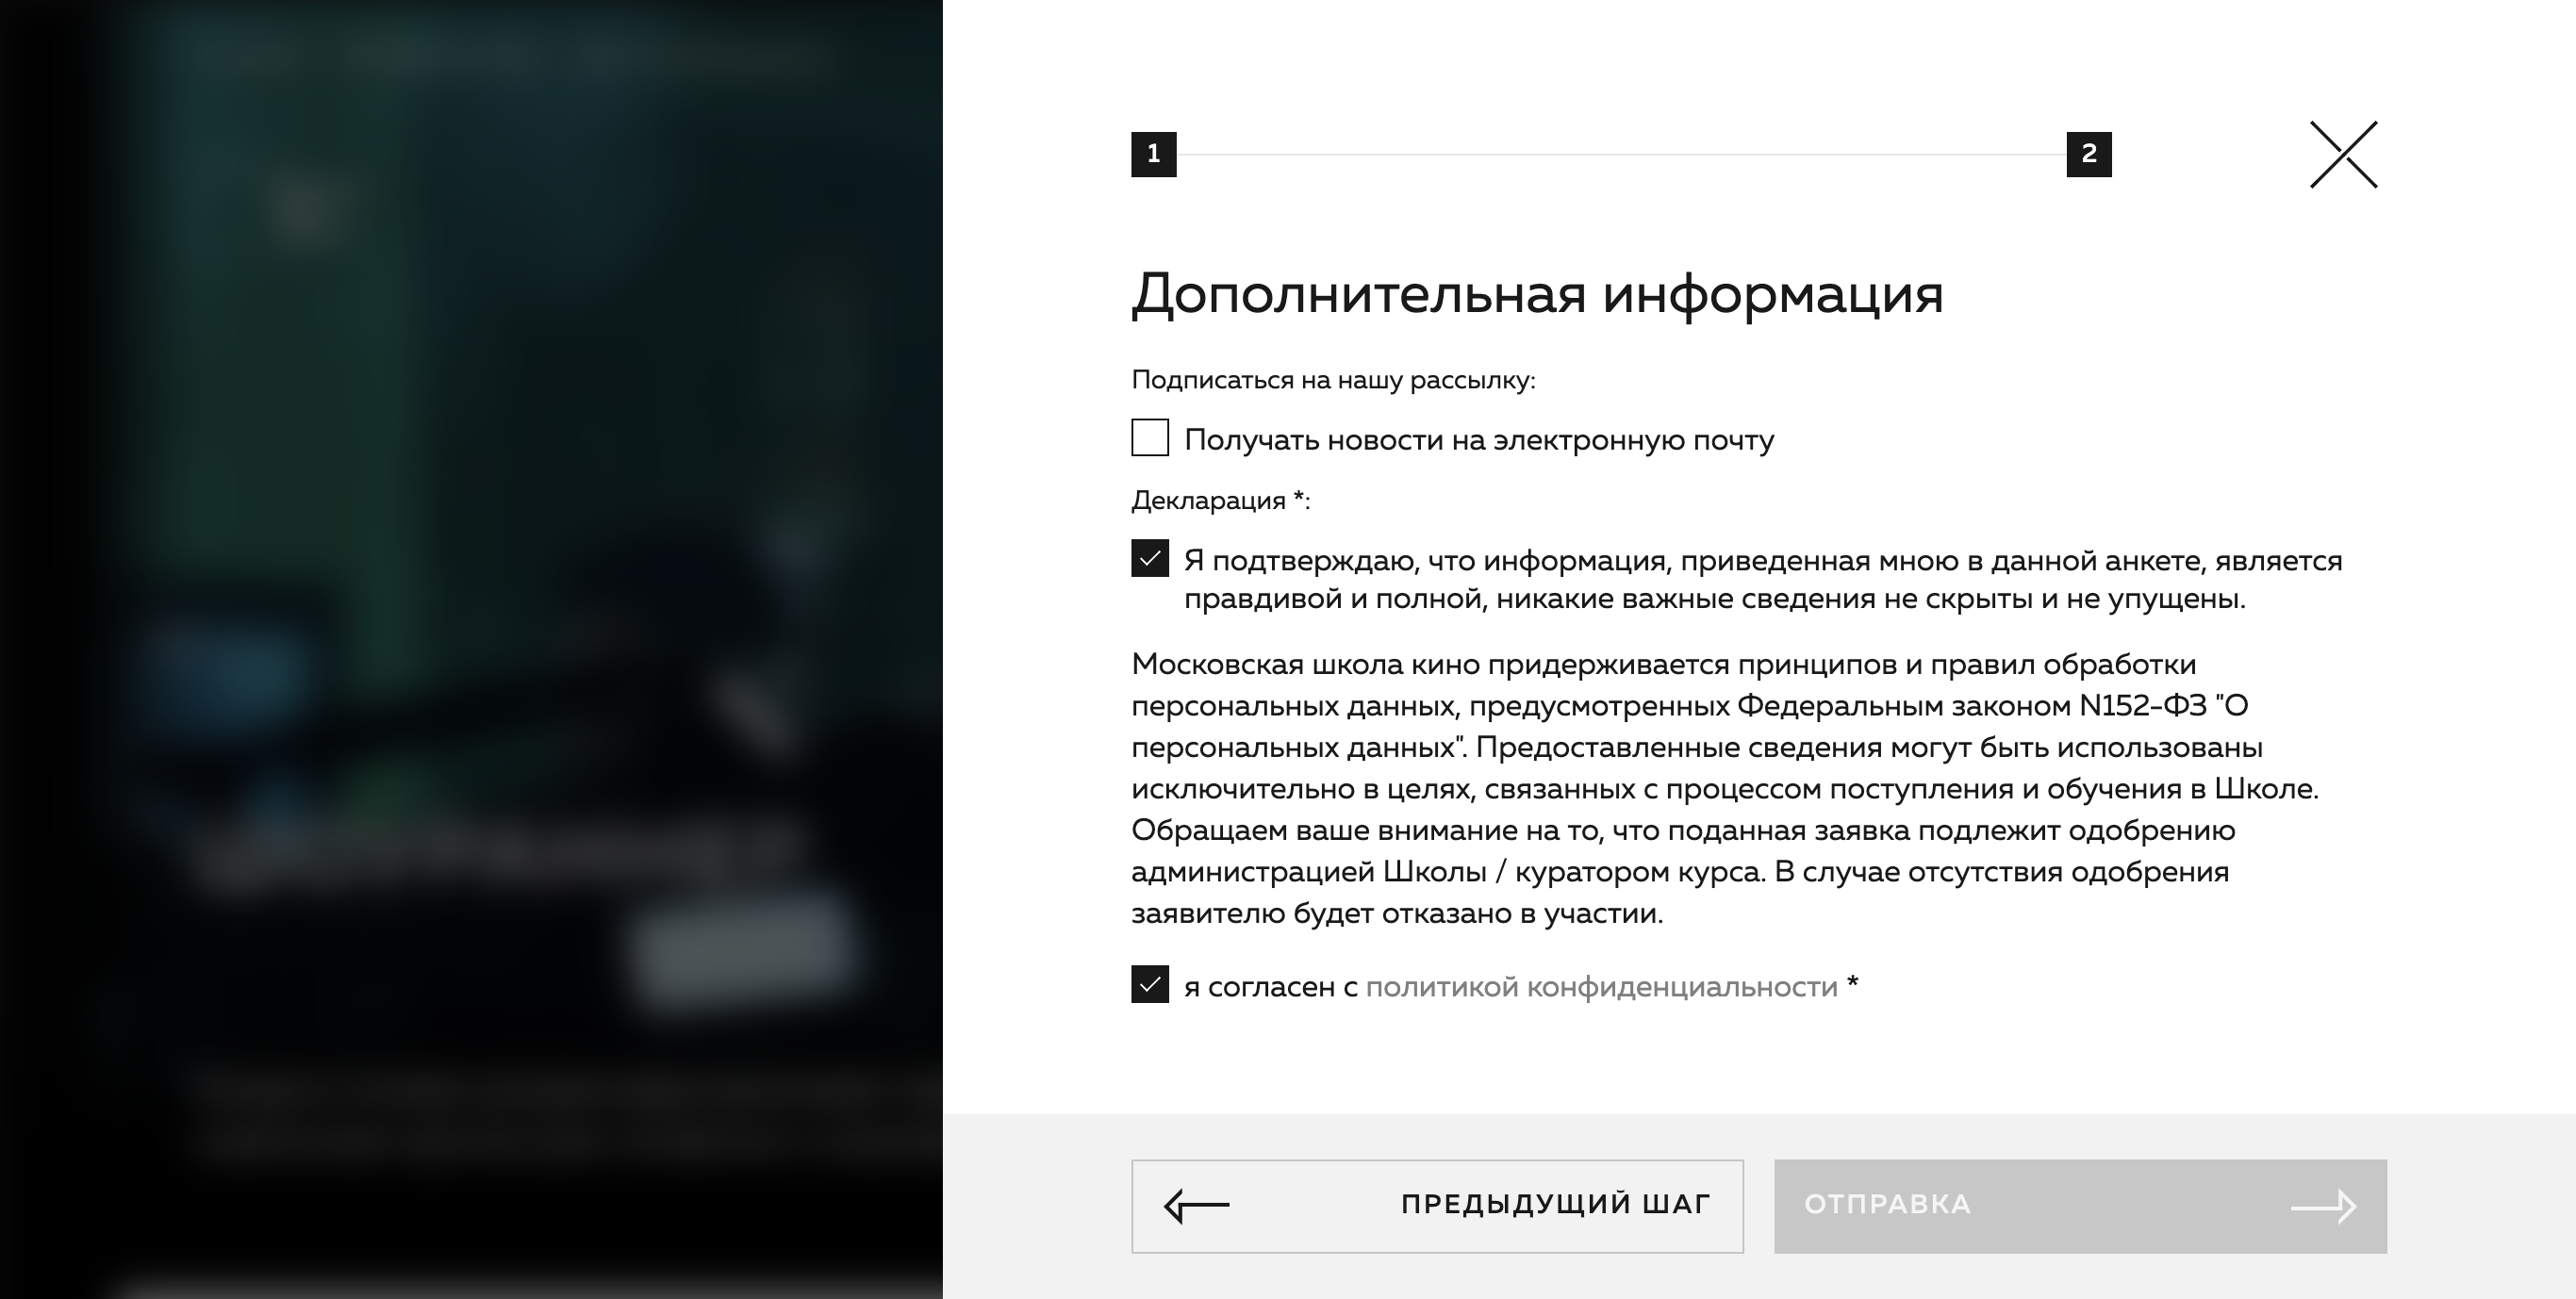 1
2
Дополнительная информация
Подписаться на нашу рассылку:
Получать новости на электронную почту
Декларация *:
Я подтверждаю, что информация, приведенная мною в данной анкете, является
правдивой и полной, никакие важные сведения не скрыты и не упущены.
Московская школа кино придерживается принципов и правил обработки
персональных данных, предусмотренных Федеральным законом N152-ФЗ "О
персональных данных". Предоставленные сведения могут быть использованы
исключительно в целях, связанных с процессом поступления и обучения в Школе.
Обращаем ваше внимание на то, что поданная заявка подлежит одобрению
администрацией Школы / куратором курса. В случае отсутствия одобрения
заявителю будет отказано в участии.
я согласен с политикой конфиденциальности *
ПРЕДЫДУЩИЙ ШАГ
ОТПРАВКА